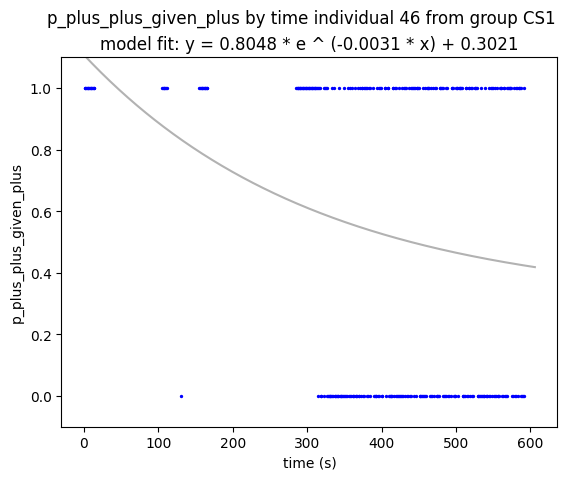 p_plus_plus_given_plus by time individual 46 from group CS1
model fit: y = 0.8048 * e ^ (-0.0031 * x) + 0.3021
1.0
0.8
0.6
0.4
0.2
0.0
p_plus_plus_given_plus
0 100 200 300 400 500 600
time (s)